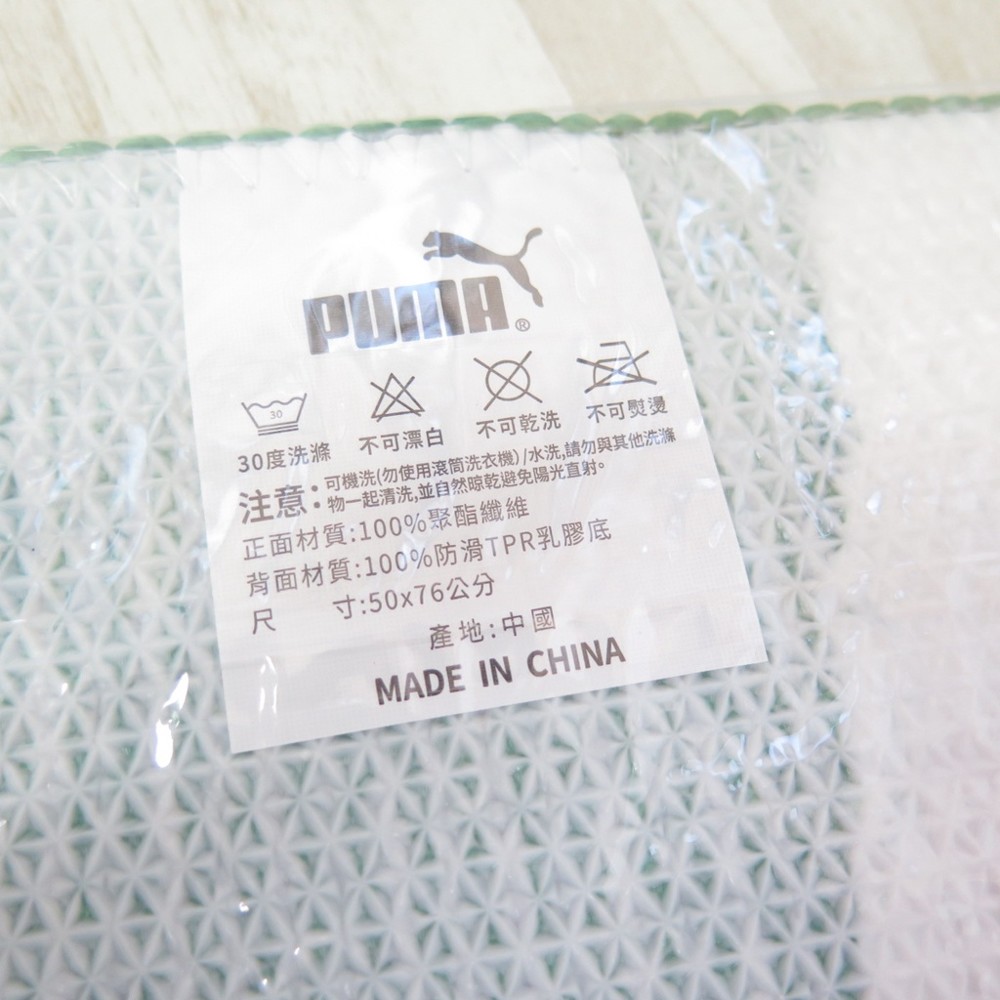 PUMA®
30
30度洗滌 不可漂白 不可乾洗 不可熨燙
注意:可機洗(勿使用滾筒洗衣機)/水洗,請勿與其他洗滌
物一起清洗,並自然晾乾避免陽光直射。
正面材質:100%聚酯纖維
背面材質:100%防滑TPR乳膠底
尺 寸:50x76公分
產地:中國
MADE IN CHINA